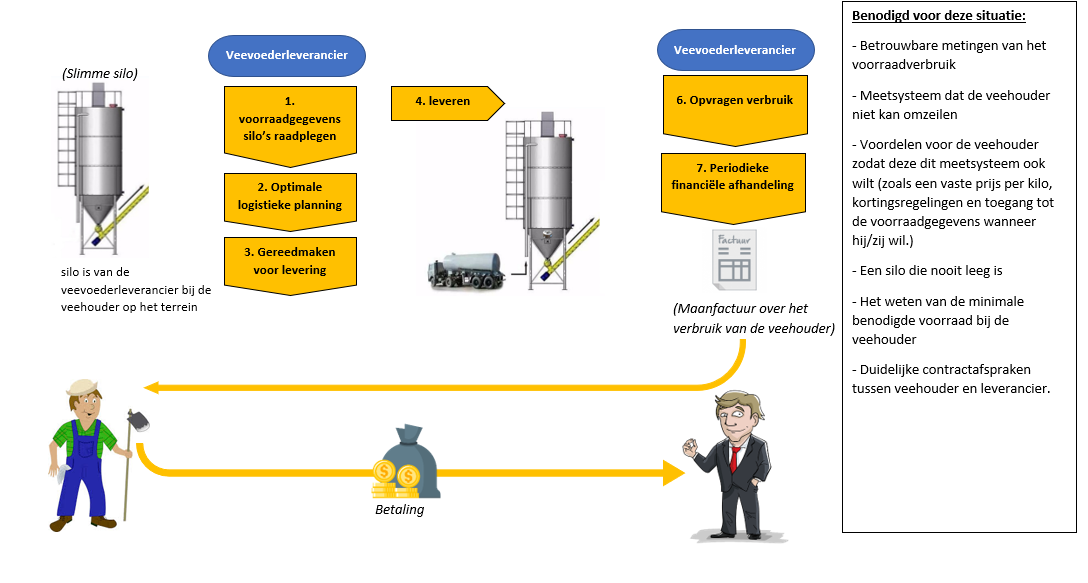 (Slimme silo)
silo is van de
veevoederleverancier bij de
veehouder op het terrein
Veevoederleverancier
1.
voorraadgegevens
silo's raadplegen
2. Optimale
logistieke planning
3. Gereedmaken
voor levering
4. leveren
Veevoederleverancier
6. Opvragen verbruik
7. Periodieke
financiële afhandeling
Factuur
(Maanfactuur over het
verbruik van de veehouder)
Betaling
Benodigd voor deze situatie:
- Betrouwbare metingen van het
voorraadverbruik
- Meetsysteem dat de veehouder
niet kan omzeilen
- Voordelen voor de veehouder
zodat deze dit meetsysteem ook
wilt (zoals een vaste prijs per kilo,
kortingsregelingen en toegang tot
de voorraadgegevens wanneer
hij/zij wil.)
- Een silo die nooit leeg is
- Het weten van de minimale
benodigde voorraad bij de
veehouder
- Duidelijke contractafspraken
tussen veehouder en leverancier.